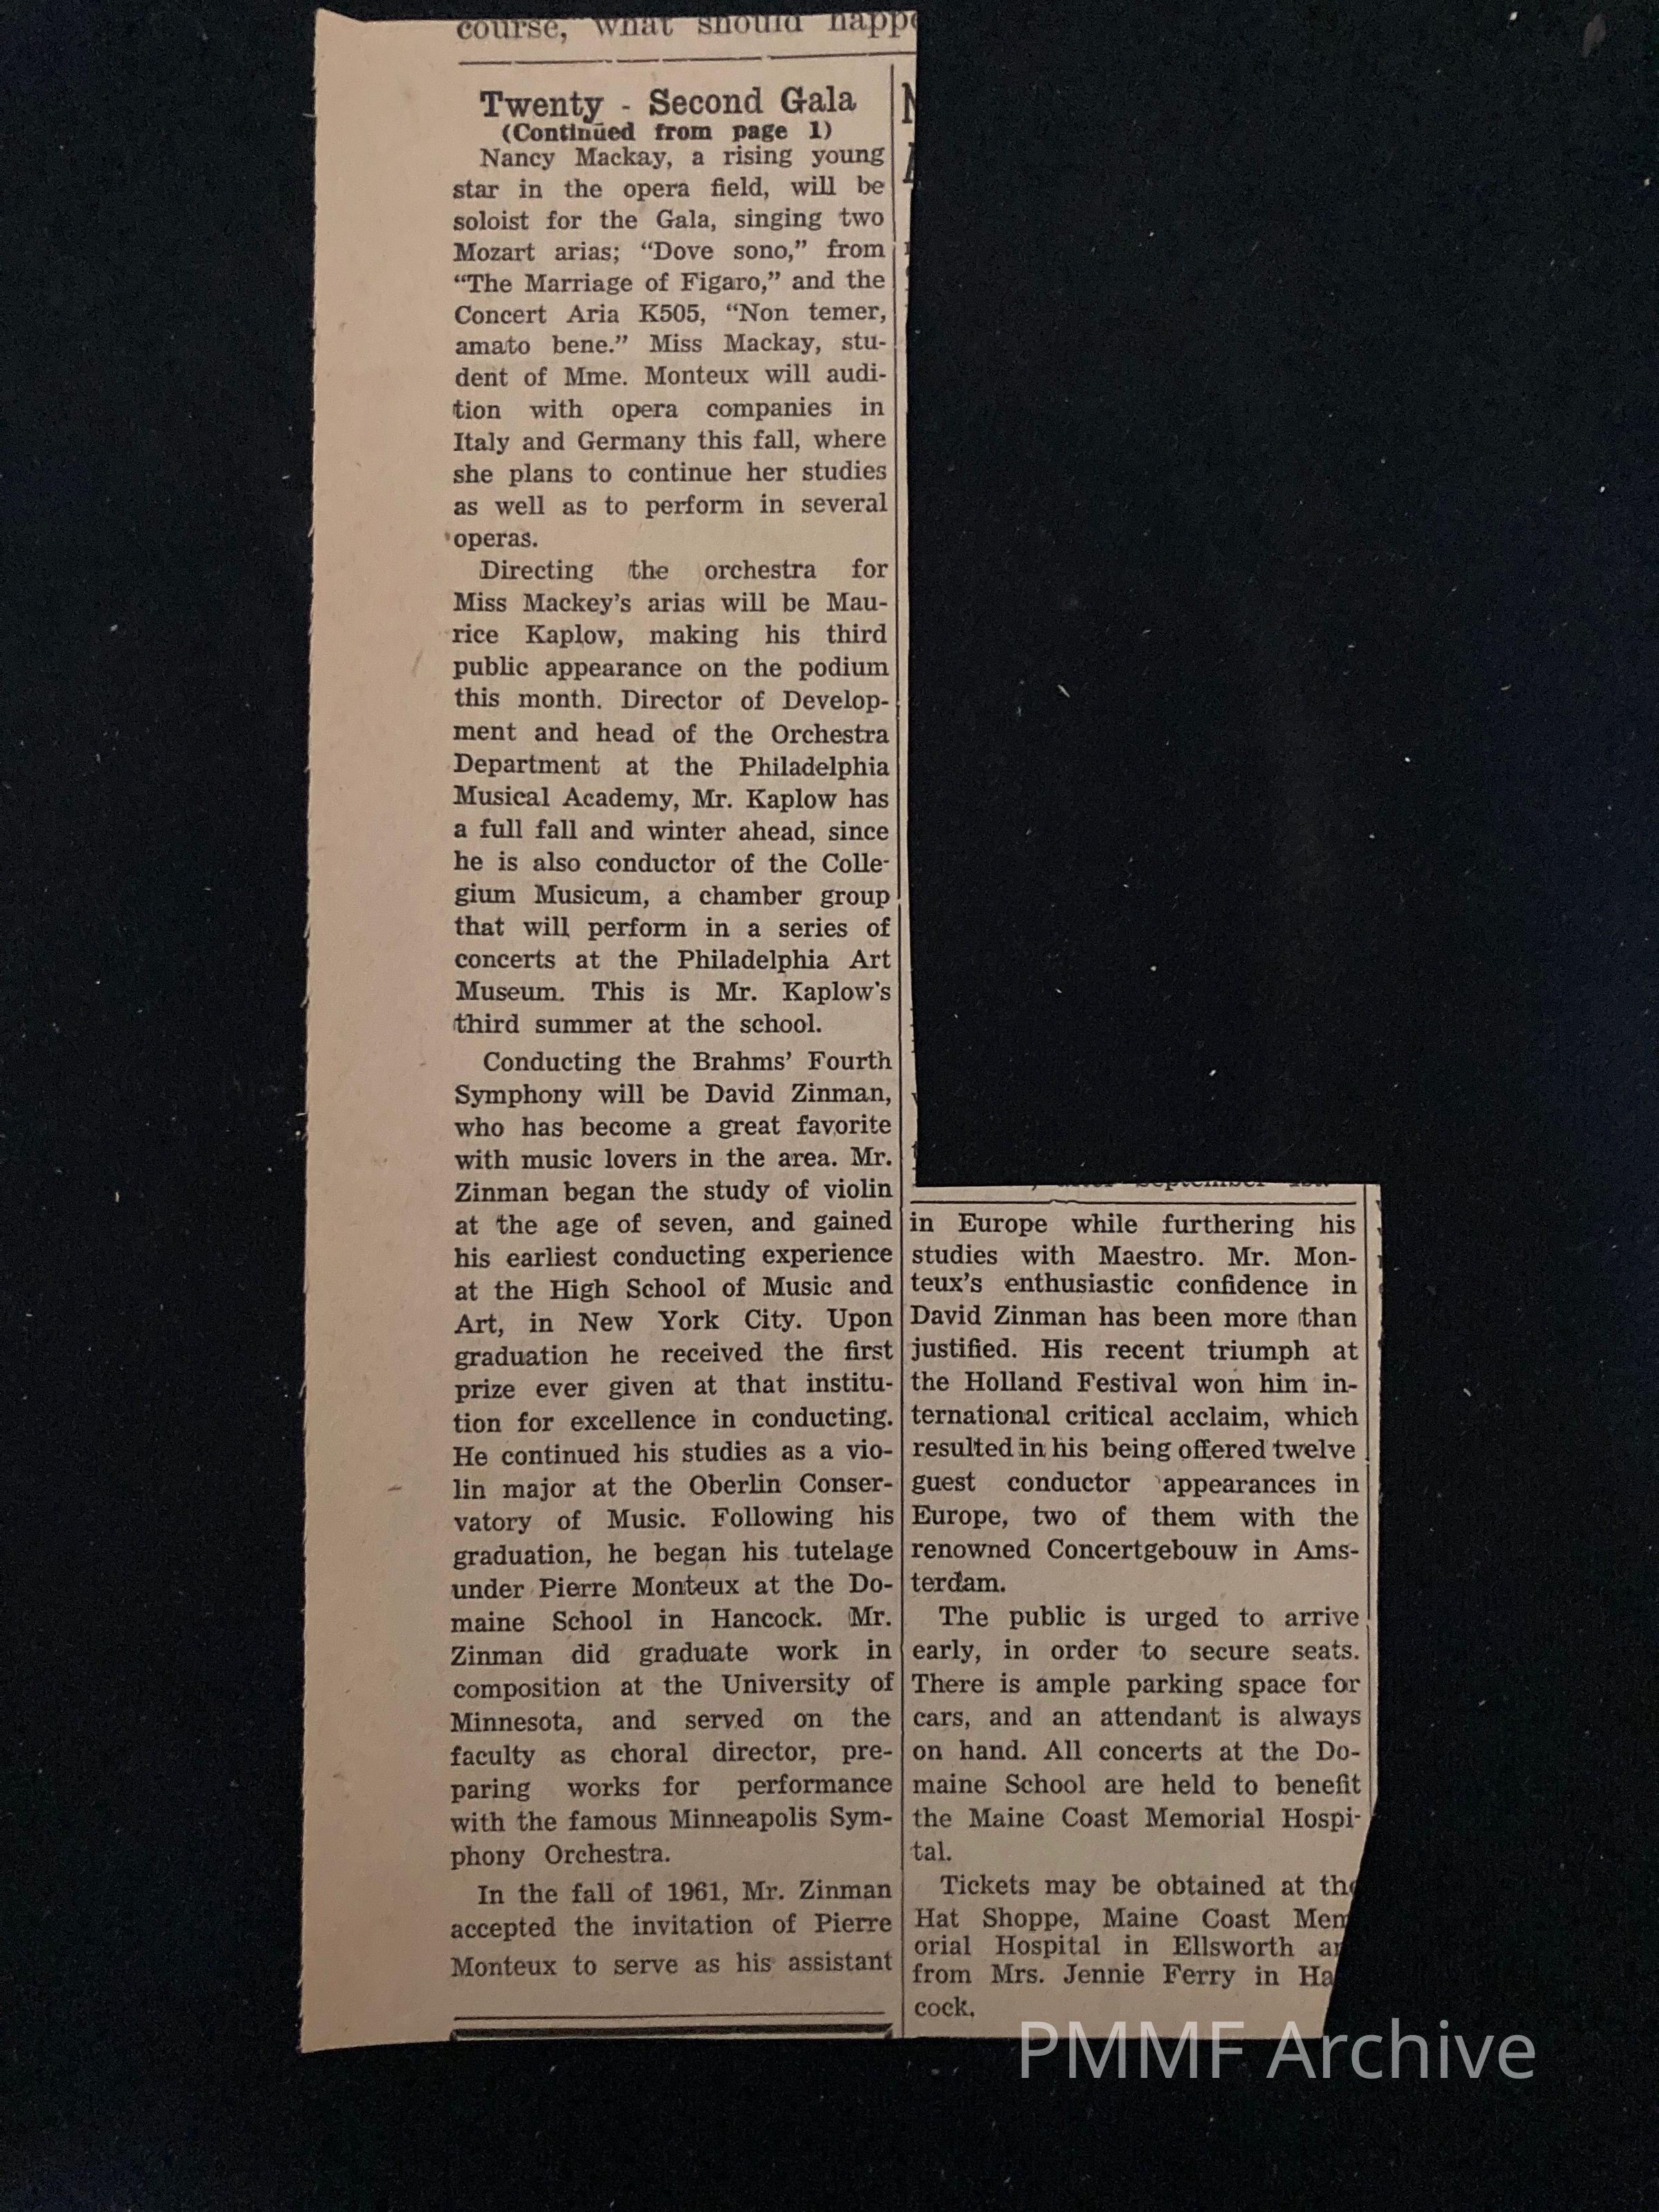 course, what should happe
Twenty - Second Gala
(Continued from page 1)
Nancy Mackay, a rising young
star in the opera field, will be
soloist for the Gala, singing two
Mozart arias; “Dove sono,” from
“The Marriage of Figaro,” and the
Concert Aria K505, “Non temer,
amato bene.” Miss Mackay, stu-
dent of Mme. Monteux will audi-
tion with opera companies in
Italy and Germany this fall, where
she plans to continue her studies
as well as to perform in several
operas.
Directing the orchestra for
Miss Mackey's arias will be Mau-
rice Kaplow, making his third
public appearance on the podium
this month. Director of Develop-
ment and head of the Orchestra
Department at the Philadelphia
Musical Academy, Mr. Kaplow has
a full fall and winter ahead, since
he is also conductor of the Colle-
gium Musicum, a chamber group
that will perform in a series of
concerts at the Philadelphia Art
Museum. This is Mr. Kaplow's
third summer at the school.
Conducting the Brahms' Fourth
Symphony will be David Zinman,
who has become a great favorite
with music lovers in the area. Mr.
Zinman began the study of violin
at the age of seven, and gained
his earliest conducting experience
at the High School of Music and
Art, in New York City. Upon
graduation he received the first
prize ever given at that institu-
tion for excellence in conducting.
He continued his studies as a vio-
lin major at the Oberlin Conser-
vatory of Music. Following his
graduation, he began his tutelage
under Pierre Monteux at the Do-
maine School in Hancock. Mr.
Zinman did graduate work in
composition at the University of
Minnesota, and served on the
faculty as choral director, pre-
paring works for performance
with the famous Minneapolis Sym-
phony Orchestra.
In the fall of 1961, Mr. Zinman
accepted the invitation of Pierre
Monteux to serve as his assistant
in Europe while furthering his
studies with Maestro. Mr. Mon-
teux's enthusiastic confidence in
David Zinman has been more than
justified. His recent triumph at
the Holland Festival won him in-
ternational critical acclaim, which
resulted in his being offered twelve
guest conductor appearances in
Europe, two of them with the
renowned Concertgebouw in Ams-
terdam.
The public is urged to arrive
early, in order to secure seats.
There is ample parking space for
cars, and an attendant is always
on hand. All concerts at the Do-
maine School are held to benefit
the Maine Coast Memorial Hospi-
tal.
Tickets may be obtained at the
Hat Shoppe, Maine Coast Mem
orial Hospital in Ellsworth an
from Mrs. Jennie Ferry in Ha
cock.
PMMF Archive